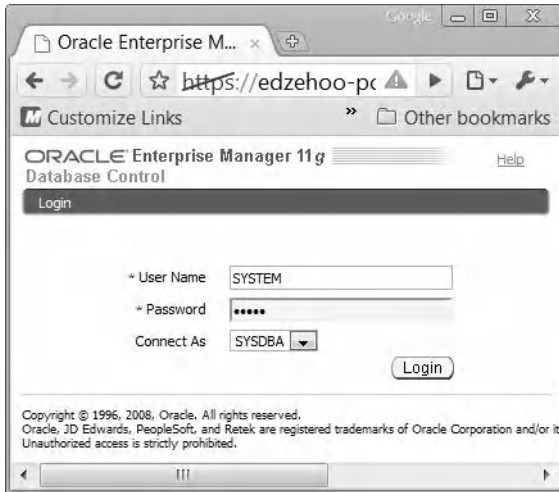 Google
Oracle Enterprise M...
https://edzehoo-pc
Customize Links
» Other bookmarks
ORACLE Enterprise Manager 11g
Database Control
Help
Login
* User Name SYSTEM
* Password •••••
Connect As SYSDBA
Login
Copyright © 1996, 2008, Oracle. All rights reserved.
Oracle, JD Edwards, PeopleSoft, and Retek are registered trademarks of Oracle Corporation and/or it
Unauthorized access is strictly prohibited.